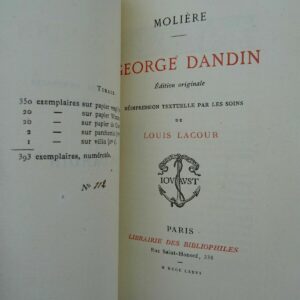 Tirage.
350 exemplaires sur papier
20 — sur papier
20 — sur papier de
2 — sur parchemin
1 — sur vélin
393 exemplaires, numérotés.
No 212
MOLIÈRE
GEORGE DANDIN
Édition originale
RÉIMPRESSION TEXTUELLE PAR LES SOINS
DE
LOUIS LACOUR
IOVAVST
PARIS
LIBRAIRIE DES BIBLIOPHILES
Rue Saint-Honoré, 338